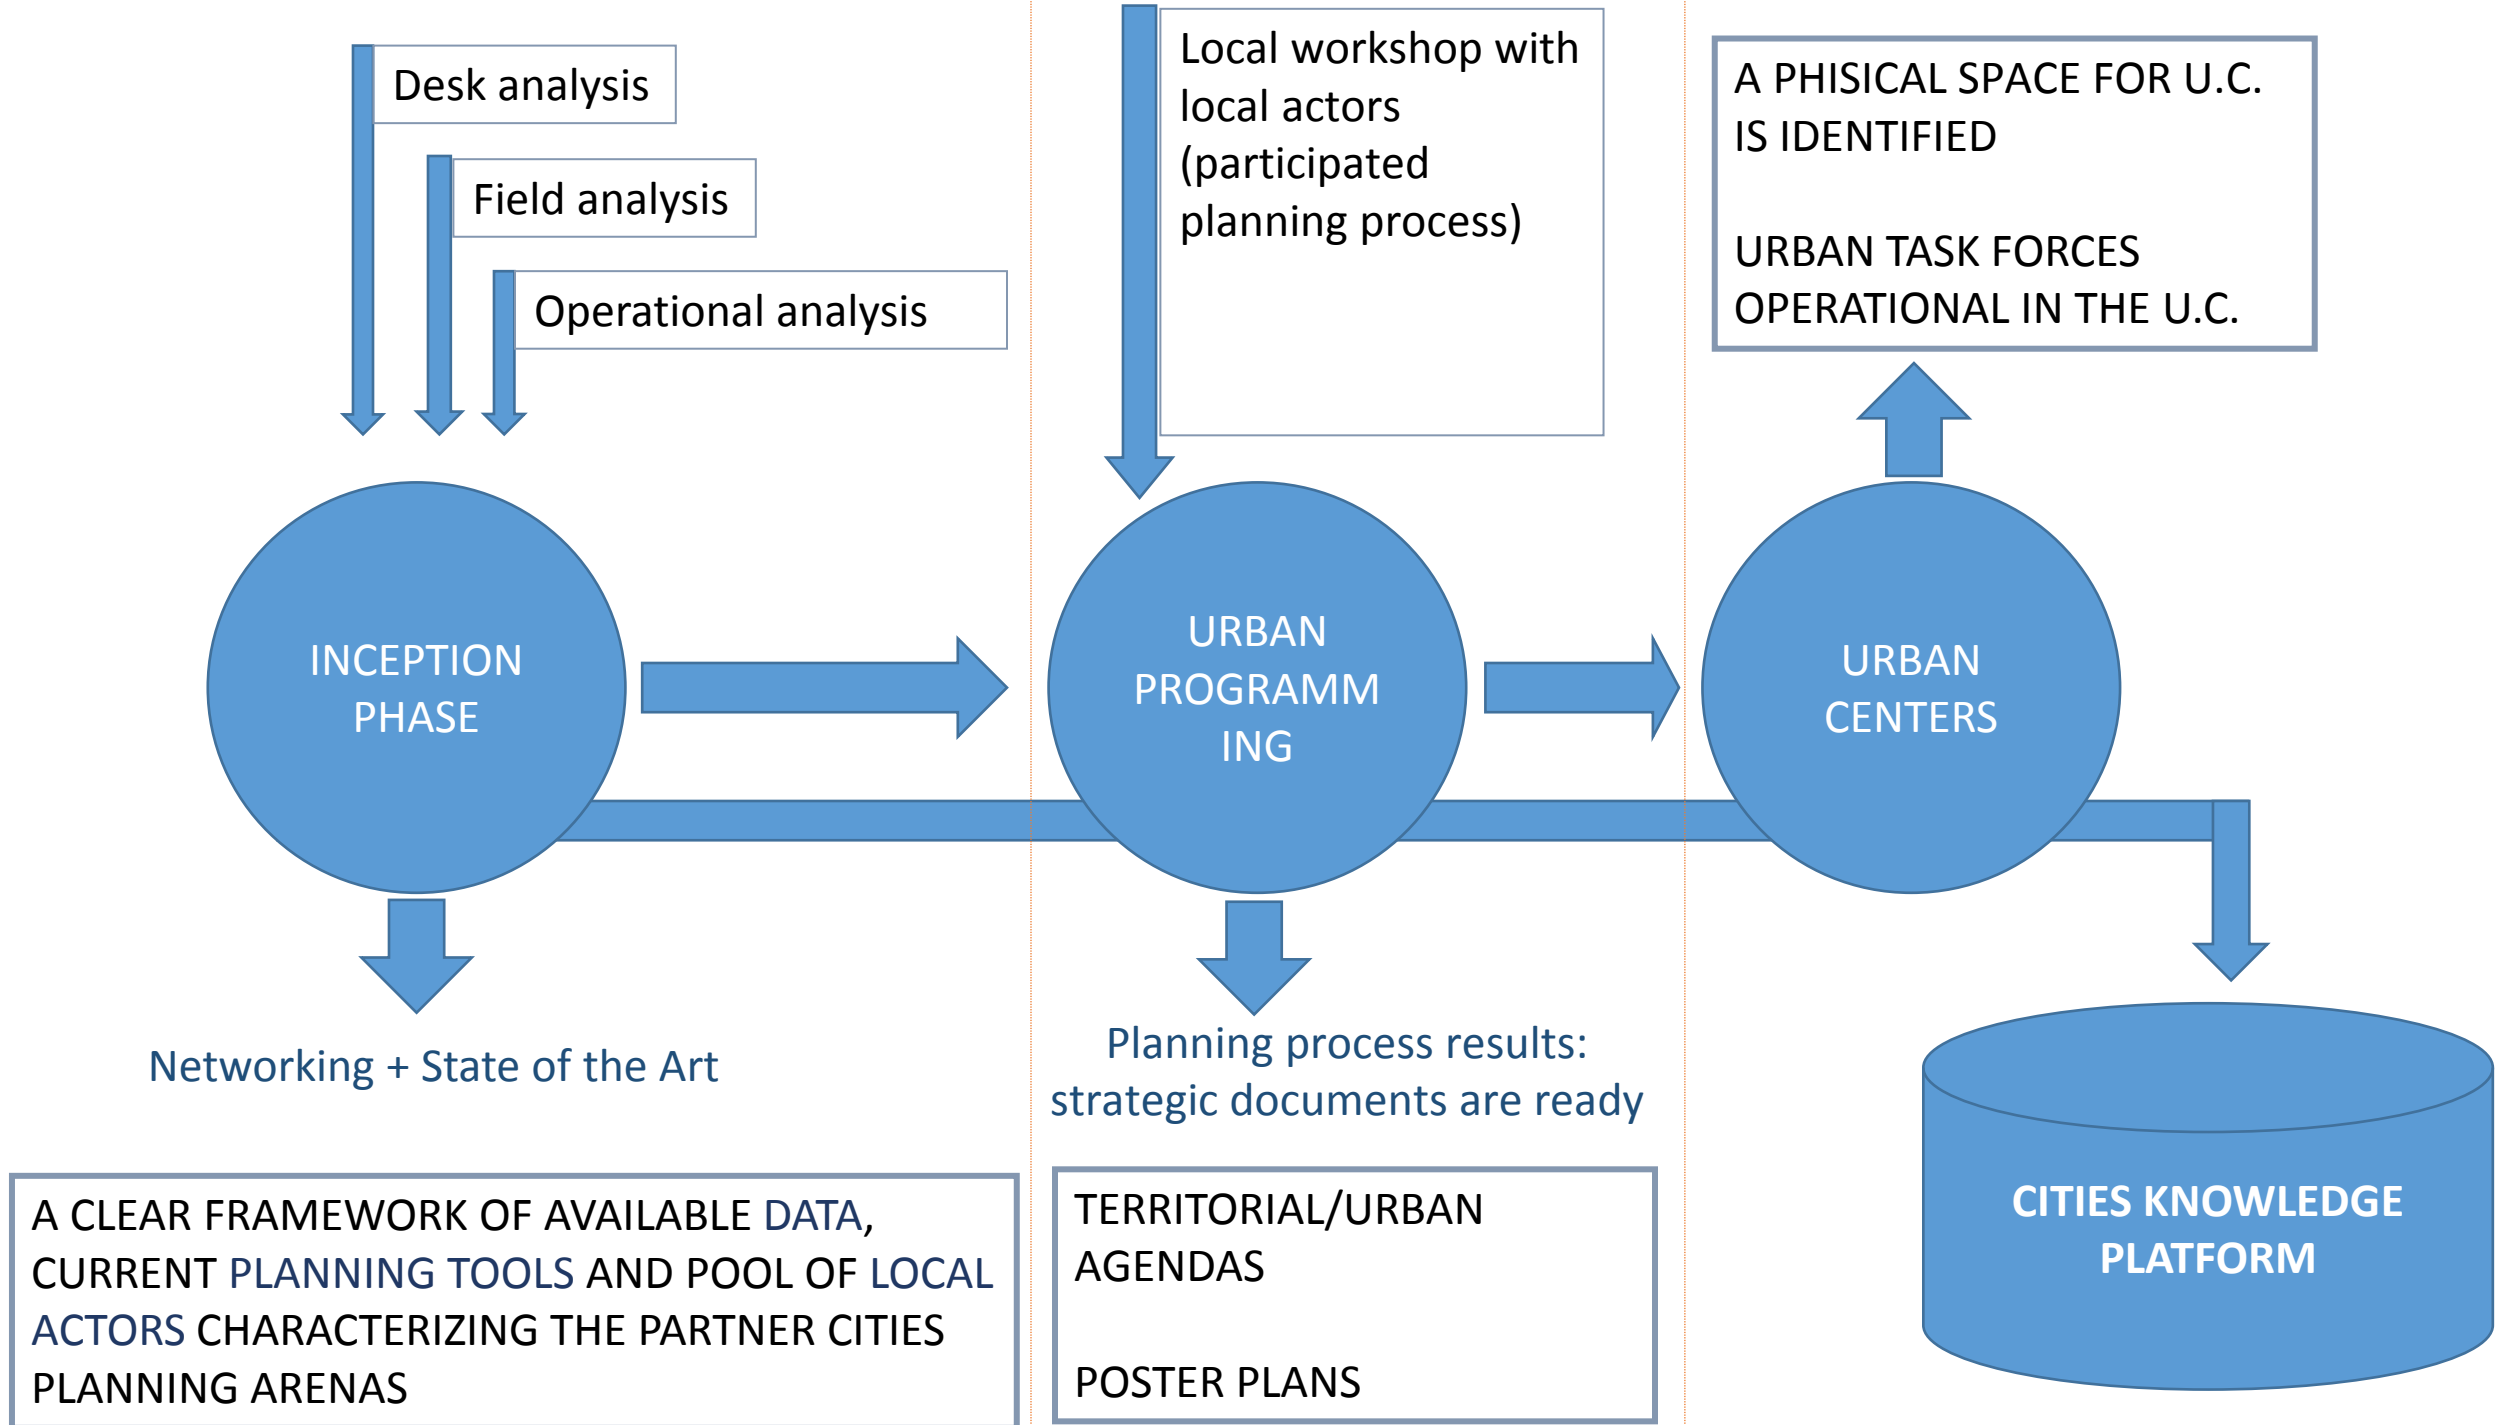 Desk analysis
Field analysis
Operational analysis
Local workshop with
local actors
(participated
planning process)
A PHISICAL SPACE FOR U.C.
IS IDENTIFIED
URBAN TASK FORCES
OPERATIONAL IN THE U.C.
INCEPTION
PHASE
URBAN
PROGRAMM
ING
URBAN
CENTERS
Networking + State of the Art
Planning process results:
strategic documents are ready
A CLEAR FRAMEWORK OF AVAILABLE DATA,
CURRENT PLANNING TOOLS AND POOL OF LOCAL
ACTORS CHARACTERIZING THE PARTNER CITIES
PLANNING ARENAS
TERRITORIAL/URBAN
AGENDAS
POSTER PLANS
CITIES KNOWLEDGE
PLATFORM